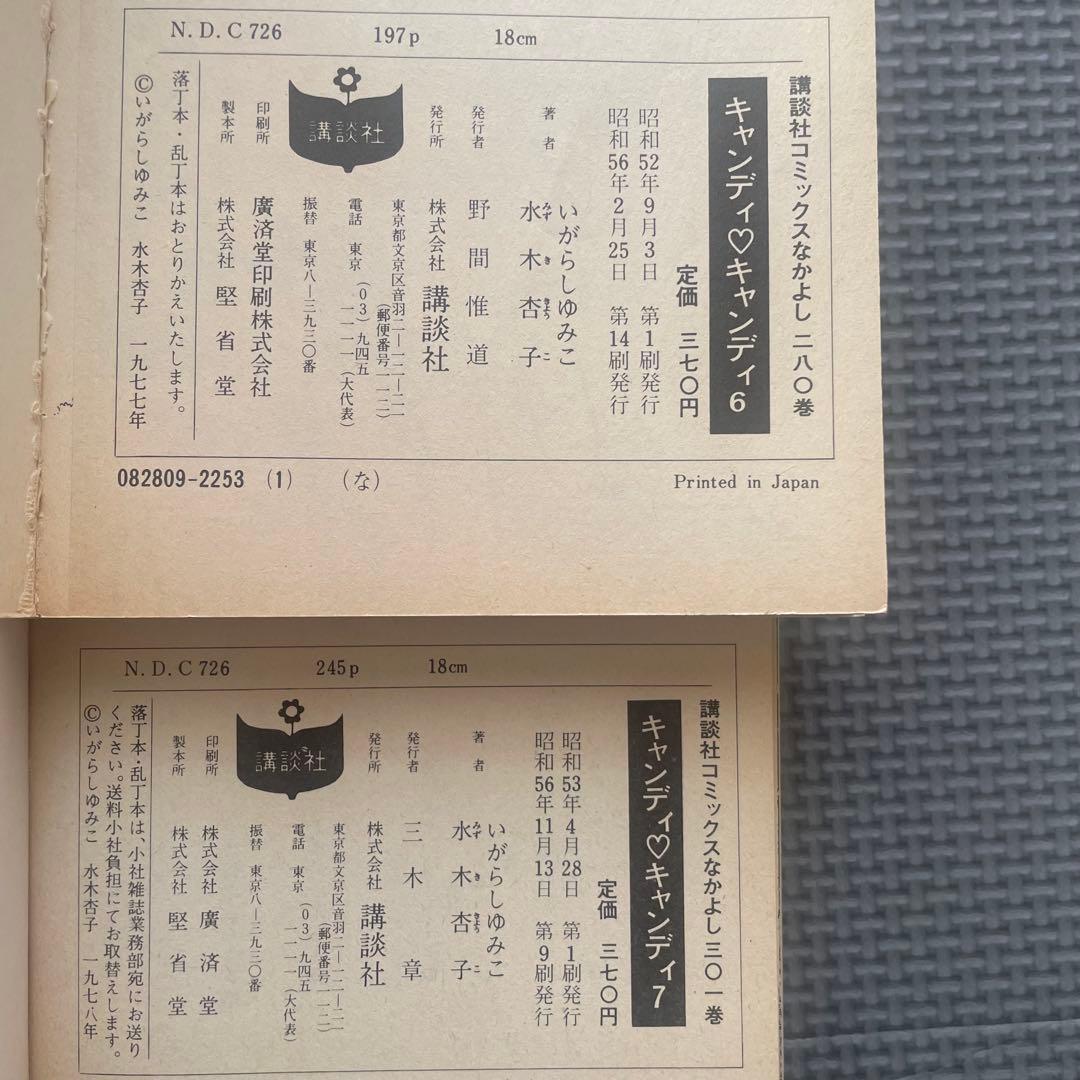 N.D.C 726 197p 18cm
講談社コミックスなかよし 二八〇巻
キャンディ♡キャンディ6
定価 三七〇円
昭和52年9月3日 第1刷発行
昭和56年2月25日 第14刷発行
著者 いがらしゆみこ
水木杏子
みずききょうこ
発行者 野間惟道
発行所 株式会社 講談社
東京都文京区音羽二—一二—二一
(郵便番号一一二)
電話 東京(03)九四五
一一一一(大代表)
振替 東京八—三九三〇番
講談社
印刷所 廣済堂印刷株式会社
製本所 株式会社 堅省堂
落丁本・乱丁本はおとりかえいたします。
©いがらしゆみこ 水木杏子 一九七七年
082809-2253 (1) (な)
Printed in Japan
N.D.C 726 245p 18cm
講談社コミックスなかよし 三〇一巻
キャンディ♡キャンディ7
定価 三七〇円
昭和53年4月28日 第1刷発行
昭和56年11月13日 第9刷発行
著者 いがらしゆみこ
水木杏子
みずききょうこ
発行者 三木章
発行所 株式会社 講談社
東京都文京区音羽二—一二—二一
(郵便番号一一二)
電話 東京(03)九四五
一一一一(大代表)
振替 東京八—三九三〇番
講談社
印刷所 株式会社 廣済堂
製本所 株式会社 堅省堂
落丁本・乱丁本は、小社雑誌業務部宛にお送り
ください。送料小社負担にてお取替えします。
©いがらしゆみこ 水木杏子 一九七八年